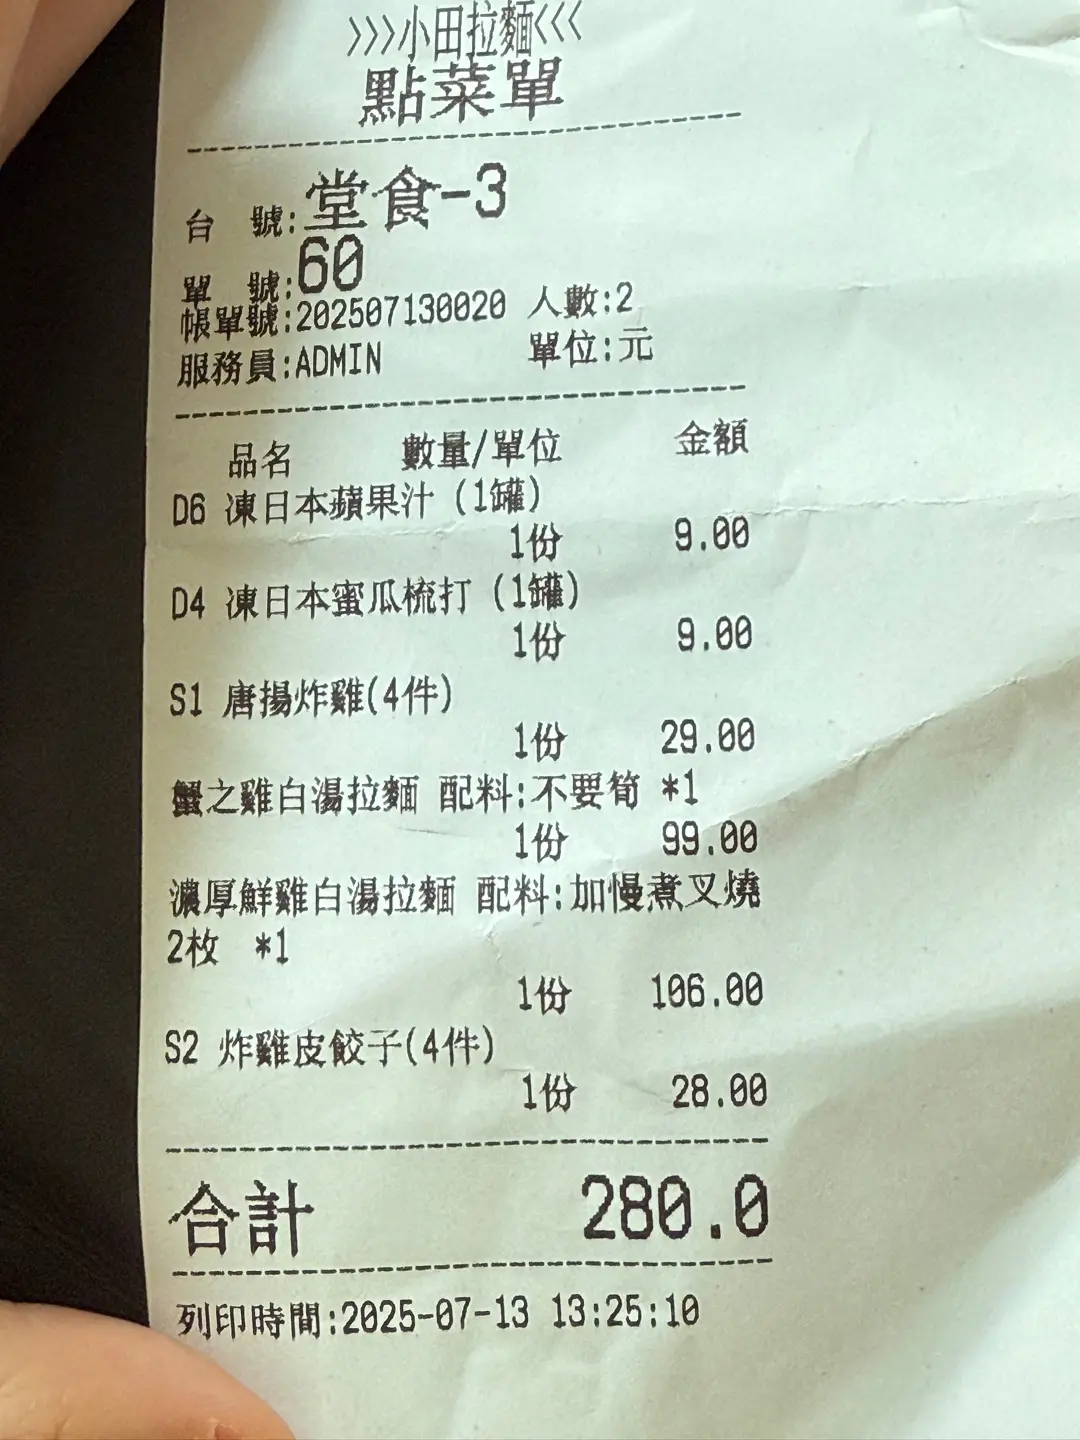 >>>小田拉麵<<<
點菜單
台 號:堂食-3
單 號:60
帳單號:202507130020 人數:2
服務員:ADMIN 單位:元
品名 數量/單位 金額
D6 凍日本蘋果汁 (1罐)
1份 9.00
D4 凍日本蜜瓜梳打 (1罐)
1份 9.00
S1 唐揚炸雞(4件)
1份 29.00
蟹之雞白湯拉麵 配料:不要筍 *1
1份 99.00
濃厚鮮雞白湯拉麵 配料:加慢煮叉燒
2枚 *1
1份 106.00
S2 炸雞皮餃子(4件)
1份 28.00
合計 280.0
列印時間:2025-07-13 13:25:10